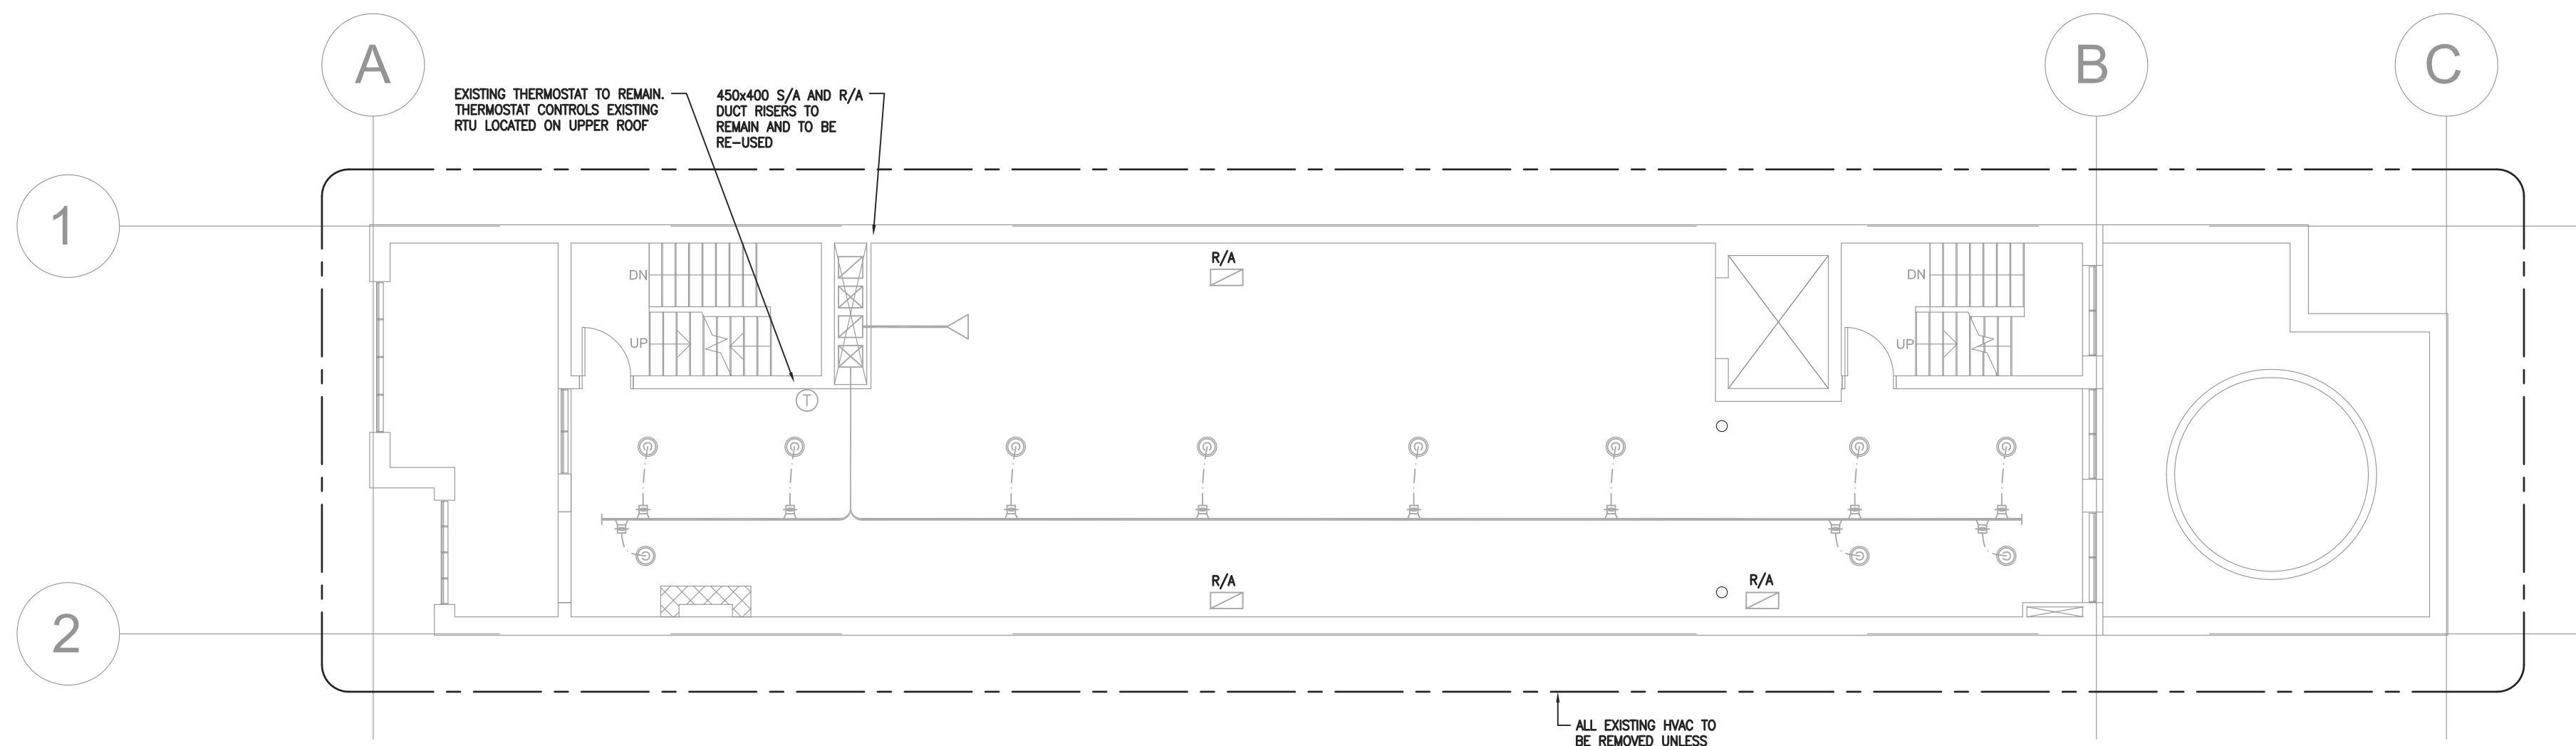 A
B
C
EXISTING THERMOSTAT TO REMAIN.
THERMOSTAT CONTROLS EXISTING
RTU LOCATED ON UPPER ROOF
450x400 S/A AND R/A
DUCT RISERS TO
REMAIN AND TO BE
RE-USED
1
R/A
DN
DN
UP
UP
T
R/A
R/A
2
ALL EXISTING HVAC TO
BE REMOVED UNLESS